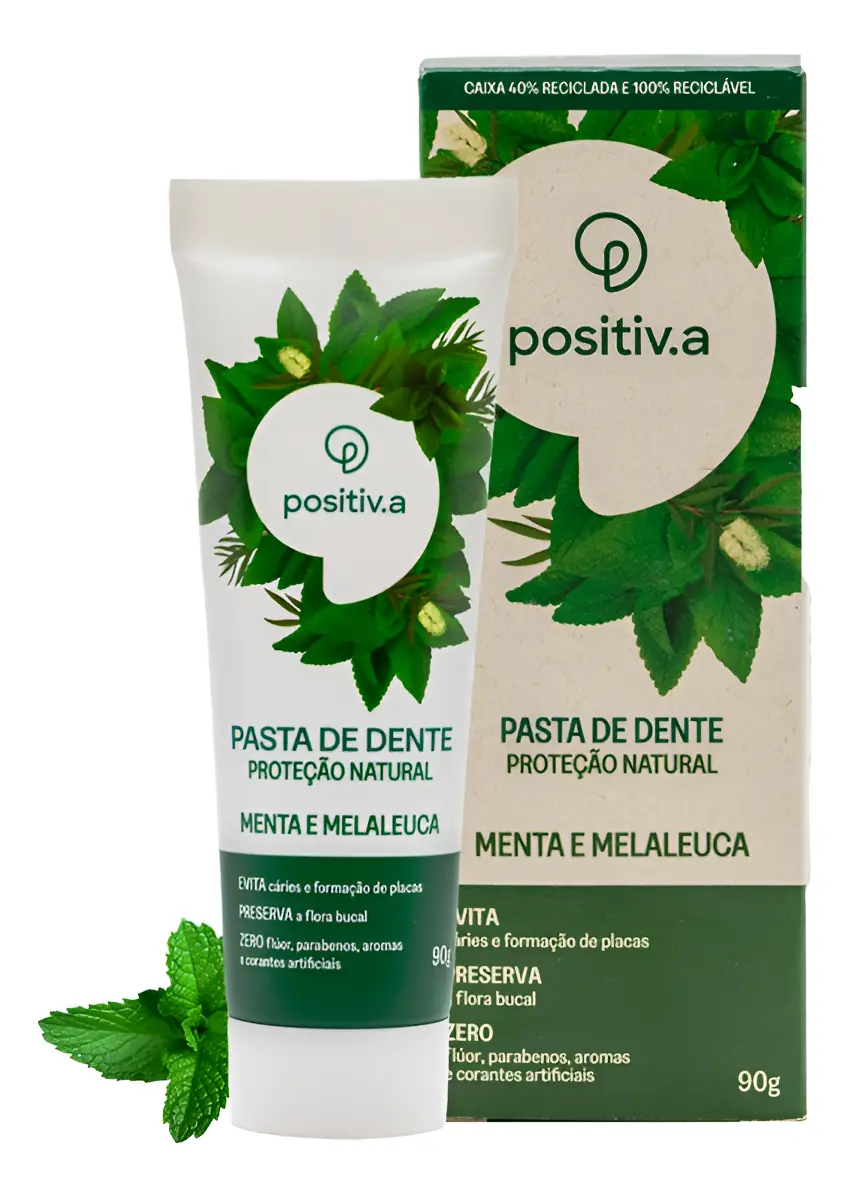 CAIXA 40% RECICLADA E 100% RECICLÁVEL
positiv.a
PASTA DE DENTE
PROTEÇÃO NATURAL
MENTA E MELALEUCA
VITA
áries e formação de placas
RESERVA
flora bucal
ZERO
flúor, parabenos, aromas
e corantes artificiais
90g
positiv.a
PASTA DE DENTE
PROTEÇÃO NATURAL
MENTA E MELALEUCA
EVITA cáries e formação de placas
PRESERVA a flora bucal
ZERO flúor, parabenos, aromas
e corantes artificiais
90g